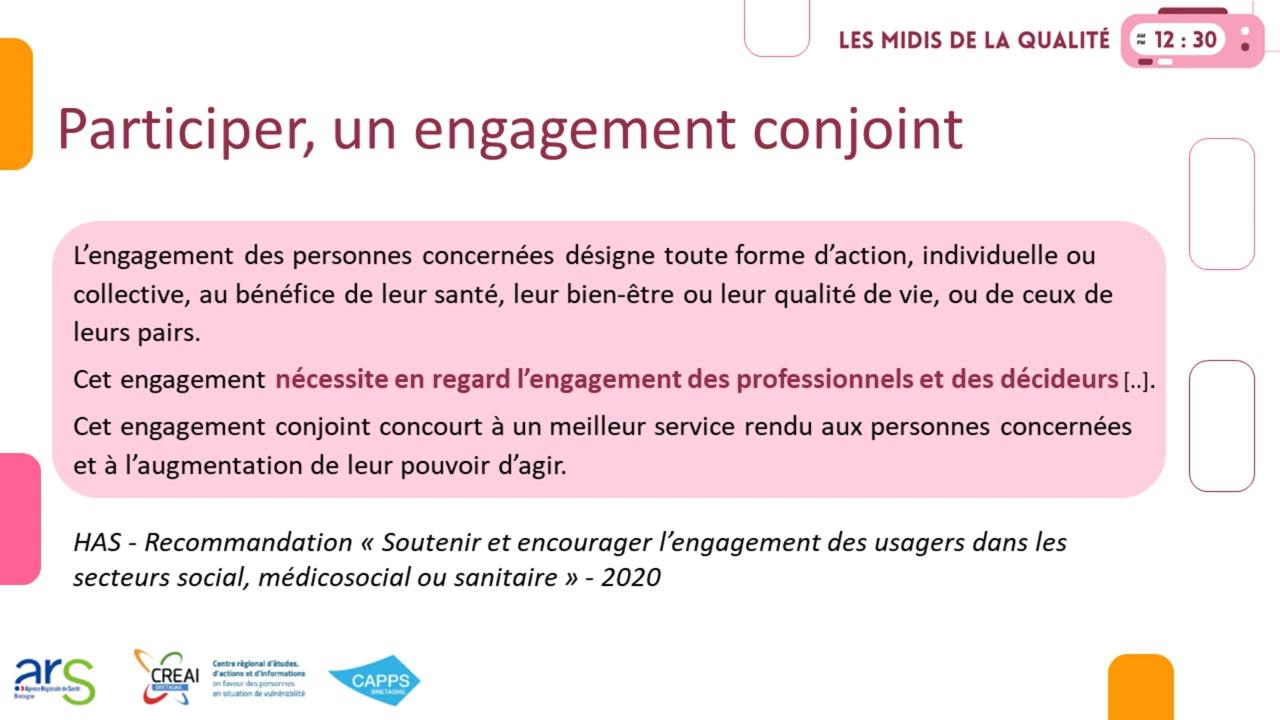 LES MIDIS DE LA QUALITÉ
AM
PM
12 : 30
Participer, un engagement conjoint
L’engagement des personnes concernées désigne toute forme d’action, individuelle ou
collective, au bénéfice de leur santé, leur bien-être ou leur qualité de vie, ou de ceux de
leurs pairs.
Cet engagement nécessite en regard l’engagement des professionnels et des décideurs [..].
Cet engagement conjoint concourt à un meilleur service rendu aux personnes concernées
et à l’augmentation de leur pouvoir d’agir.
HAS - Recommandation « Soutenir et encourager l’engagement des usagers dans les
secteurs social, médicosocial ou sanitaire » - 2020
ars
Agence Régionale de Santé
Bretagne
CREAI
BRETAGNE
Centre régional d'études,
d'actions et d'informations
en faveur des personnes
en situation de vulnérabilité
CAPPS
BRETAGNE